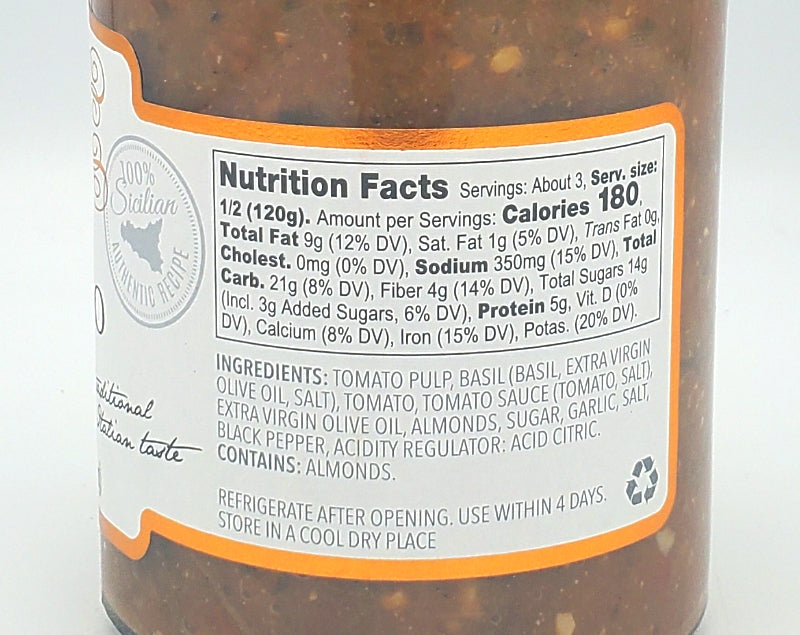 100%
Sicilian
AUTHENTIC RECIPE
Italian taste
Nutrition Facts Servings: About 3, Serv. size:
1/2 (120g). Amount per Servings: Calories 180,
Total Fat 9g (12% DV), Sat. Fat 1g (5% DV), Trans Fat 0g,
Cholest. 0mg (0% DV), Sodium 350mg (15% DV), Total
Carb. 21g (8% DV), Fiber 4g (14% DV), Total Sugars 14g
(Incl. 3g Added Sugars, 6% DV), Protein 5g, Vit. D (0%
DV), Calcium (8% DV), Iron (15% DV), Potas. (20% DV).
INGREDIENTS: TOMATO PULP, BASIL (BASIL, EXTRA VIRGIN
OLIVE OIL, SALT), TOMATO, TOMATO SAUCE (TOMATO, SALT),
EXTRA VIRGIN OLIVE OIL, ALMONDS, SUGAR, GARLIC, SALT,
BLACK PEPPER, ACIDITY REGULATOR: ACID CITRIC.
CONTAINS: ALMONDS.
REFRIGERATE AFTER OPENING. USE WITHIN 4 DAYS.
STORE IN A COOL DRY PLACE